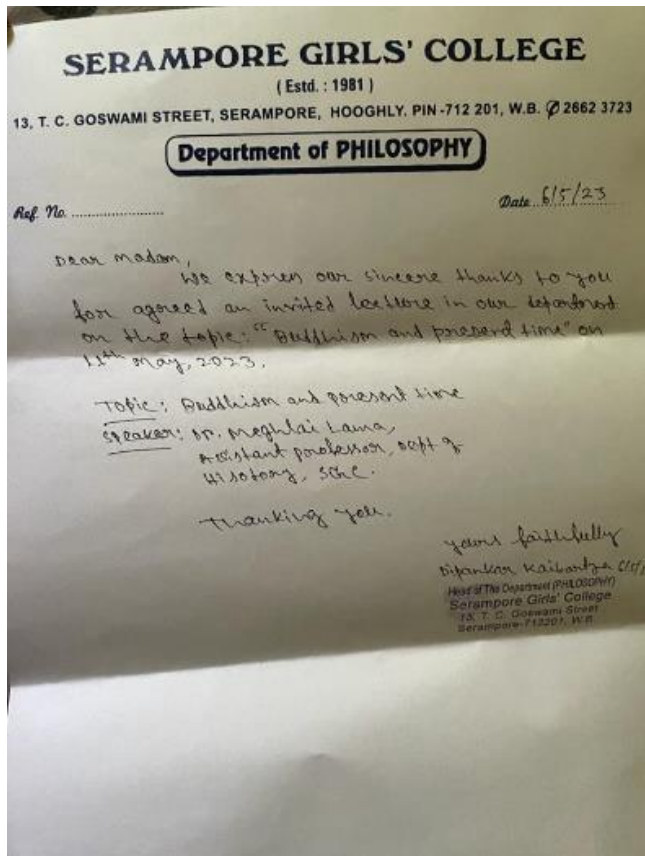 SERAMPORE GIRLS' COLLEGE
( Estd. : 1981 )
13, T. C. GOSWAMI STREET, SERAMPORE, HOOGHLY. PIN -712 201, W.B. ✆ 2662 3723
Department of PHILOSOPHY
Ref. No. ........................
Date 6/5/23
Dear Madam,
We express our sincere thanks to you
for agreed an invited lecture in our department
on the topic: "Buddhism and present time" on
11th May, 2023.
Topic: Buddhism and present time
Speaker: Dr. Meghlai Lama,
Assistant professor, Dept of
History, SGC.
Thanking you.
Yours faithfully
Dipankar Kaibartya
Head of The Department (PHILOSOPHY)
Serampore Girls' College
13, T. C. Goswami Street
Serampore-712201, W.B.